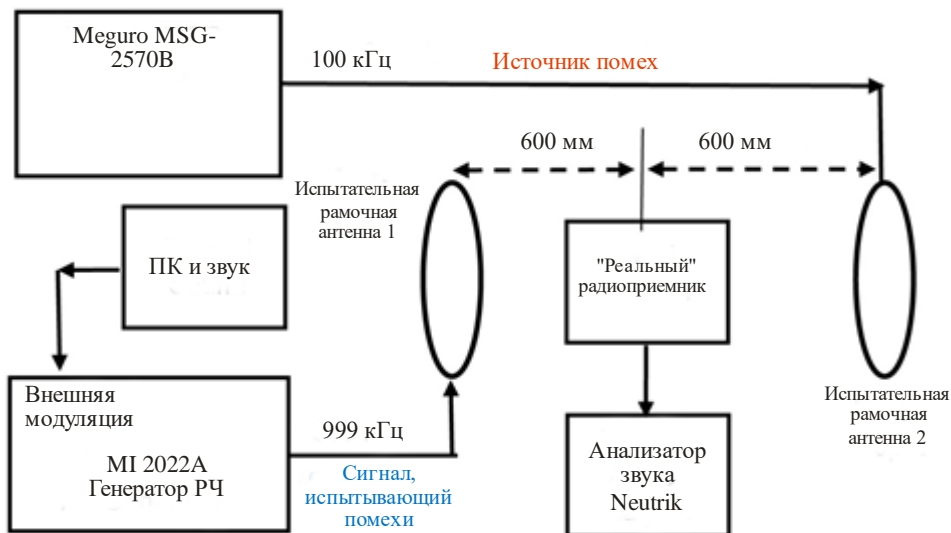 Meguro MSG-
2570B
100 кГц
Источник помех
600 мм
600 мм
Испытательная
рамочная
антенна 1
ПК и звук
"Реальный"
радиоприемник
Внешняя
модуляция
MI 2022A
Генератор РЧ
999 кГц
Сигнал,
испытывающий
помехи
Анализатор
звука
Neutrik
Испытательная
рамочная
антенна 2